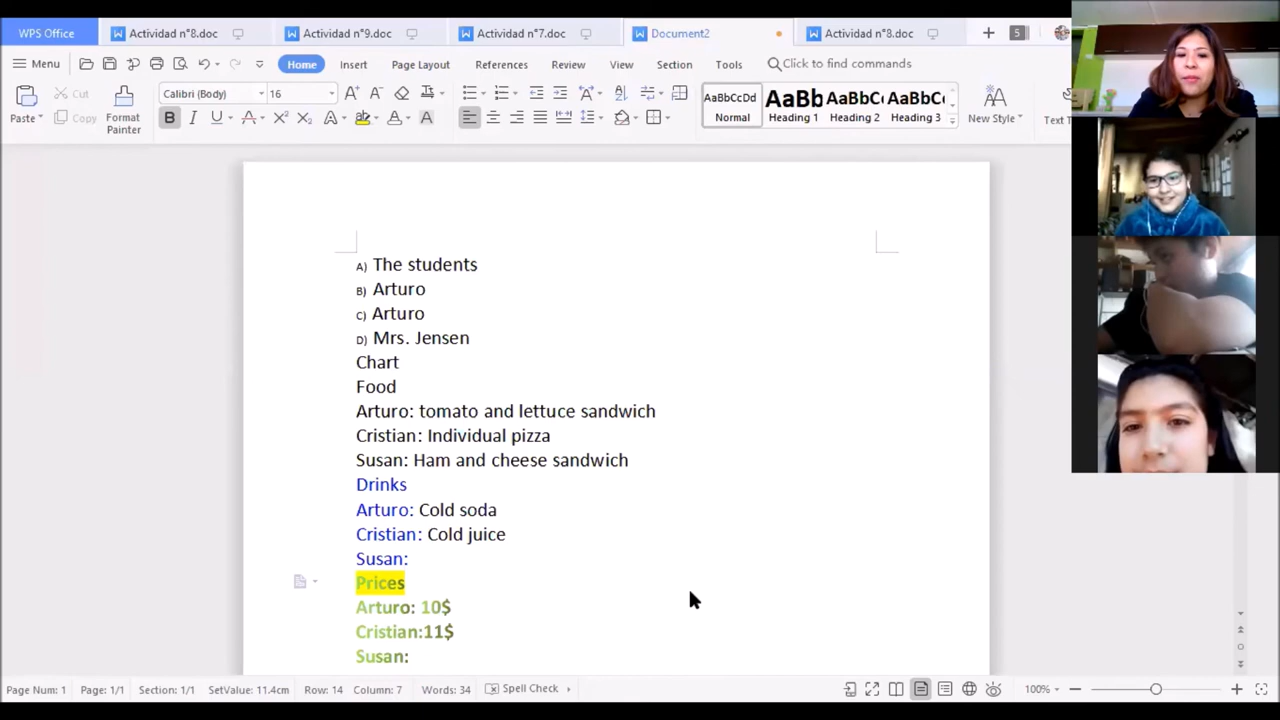 WPS Office Actividad n°8.doc Actividad n°9.doc Actividad n°7.doc Document2 Actividad n°8.doc 5
Menu Home Insert Page Layout References Review View Section Tools Click to find commands
Paste Cut Copy Format Painter Calibri (Body) 16 AaBbCcDd Normal AaBb Heading 1 AaBbC Heading 2 AaBbC Heading 3 New Style Text T
A) The students
B) Arturo
C) Arturo
D) Mrs. Jensen
Chart
Food
Arturo: tomato and lettuce sandwich
Cristian: Individual pizza
Susan: Ham and cheese sandwich
Drinks
Arturo: Cold soda
Cristian: Cold juice
Susan:
Prices
Arturo: 10$
Cristian:11$
Susan:
Page Num: 1 Page: 1/1 Section: 1/1 SetValue: 11.4cm Row: 14 Column: 7 Words: 34 Spell Check 100%